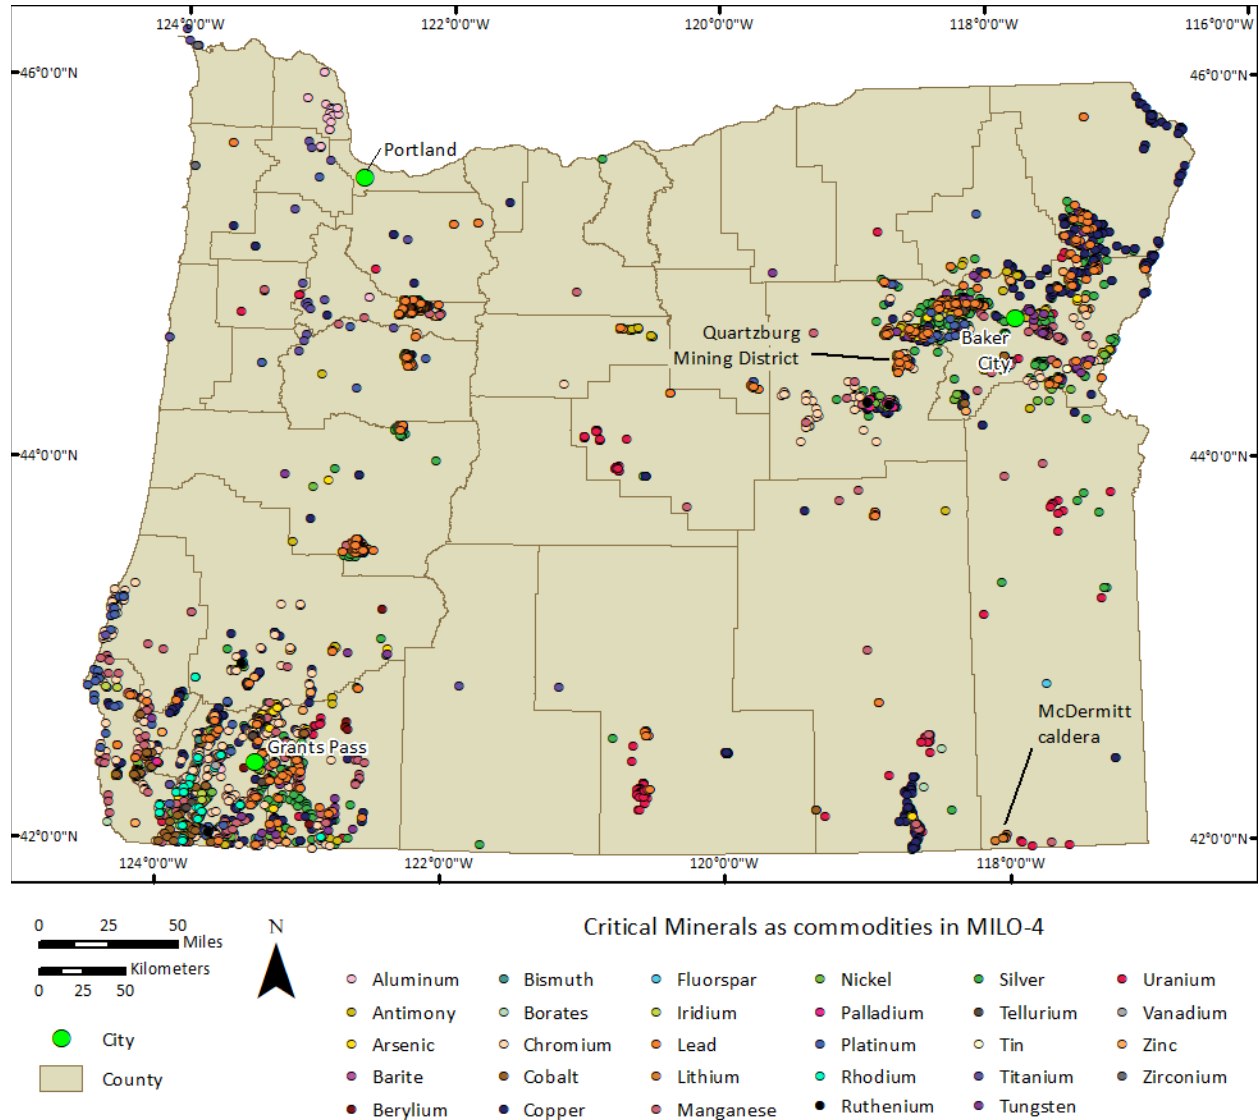 124°0'0"W
122°0'0"W
120°0'0"W
118°0'0"W
116°0'0"W
46°0'0"N
46°0'0"N
Portland
Quartzburg
Mining District
Baker
City
44°0'0"N
44°0'0"N
McDermitt
caldera
Grants Pass
42°0'0"N
42°0'0"N
124°0'0"W
122°0'0"W
120°0'0"W
118°0'0"W
0 25 50
Miles
Kilometers
0 25 50
N
City
County
Critical Minerals as commodities in MILO-4
Aluminum Bismuth Fluorspar Nickel Silver Uranium
Antimony Borates Iridium Palladium Tellurium Vanadium
Arsenic Chromium Lead Platinum Tin Zinc
Barite Cobalt Lithium Rhodium Titanium Zirconium
Berylium Copper Manganese Ruthenium Tungsten